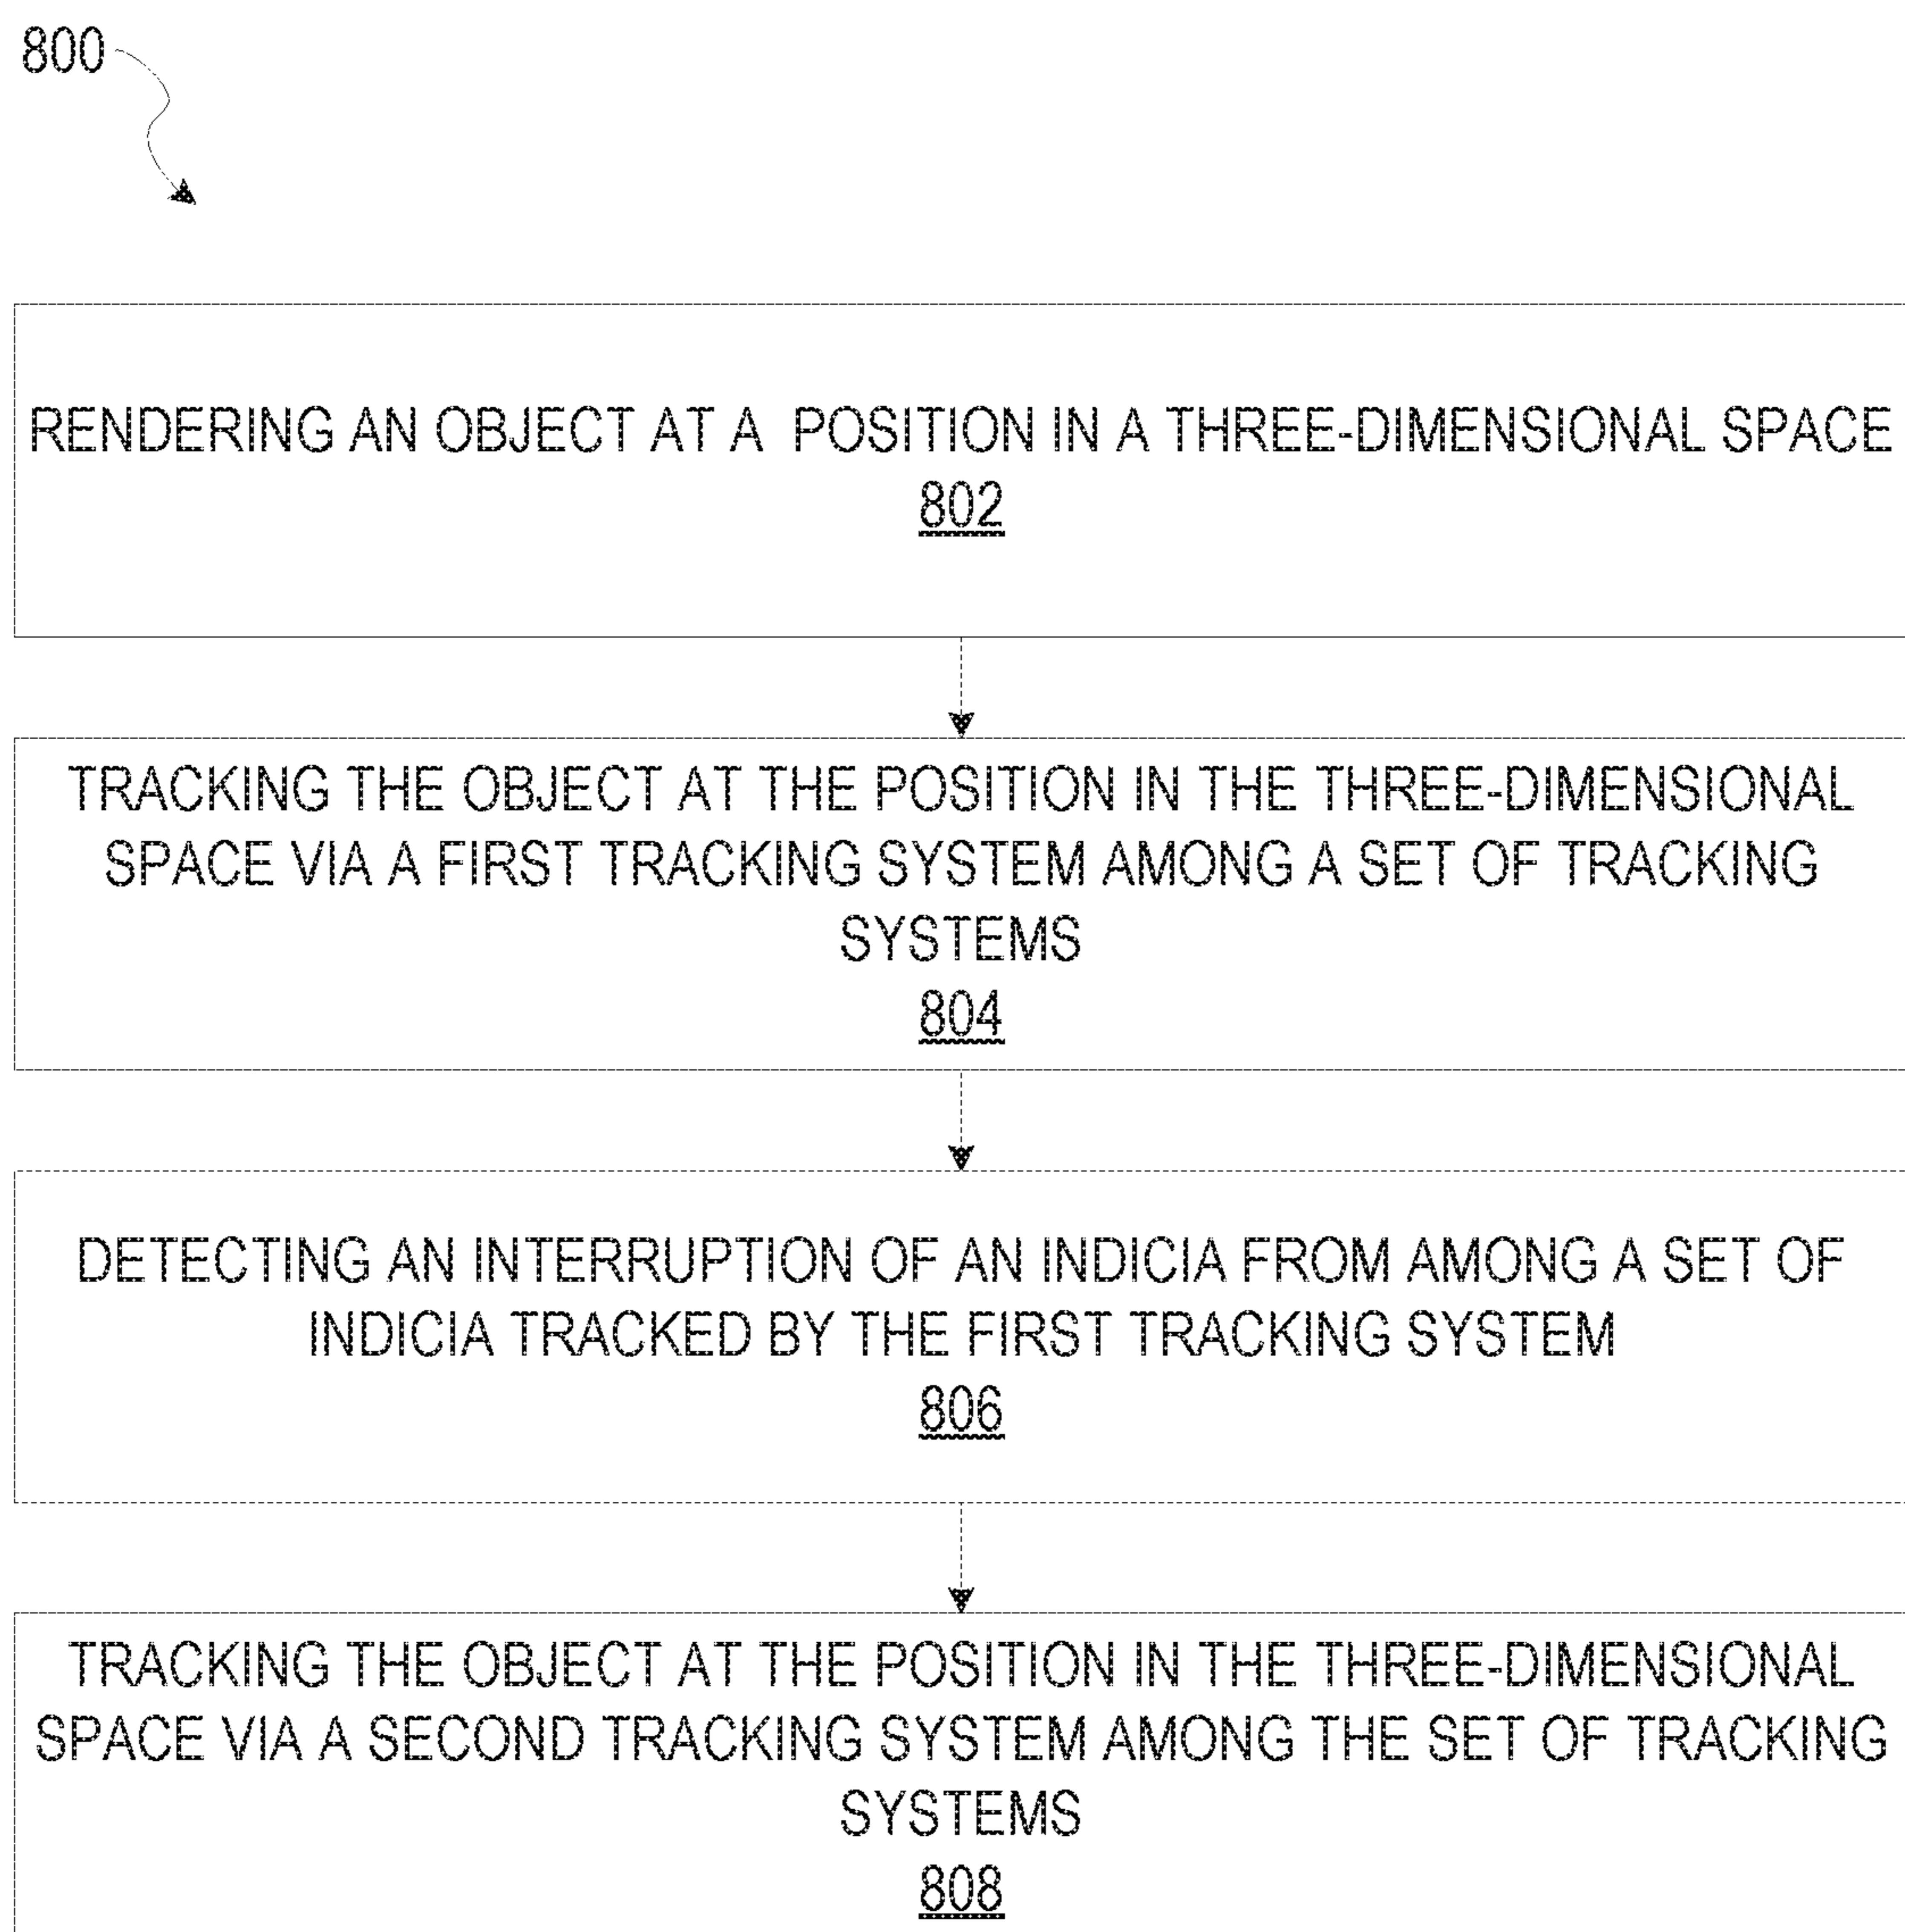 800
RENDERING AN OBJECT AT A POSITION IN A THREE-DIMENSIONAL SPACE
802
TRACKING THE OBJECT AT THE POSITION IN THE THREE-DIMENSIONAL
SPACE VIA A FIRST TRACKING SYSTEM AMONG A SET OF TRACKING
SYSTEMS
804
DETECTING AN INTERRUPTION OF AN INDICIA FROM AMONG A SET OF
INDICIA TRACKED BY THE FIRST TRACKING SYSTEM
806
TRACKING THE OBJECT AT THE POSITION IN THE THREE-DIMENSIONAL
SPACE VIA A SECOND TRACKING SYSTEM AMONG THE SET OF TRACKING
SYSTEMS
808